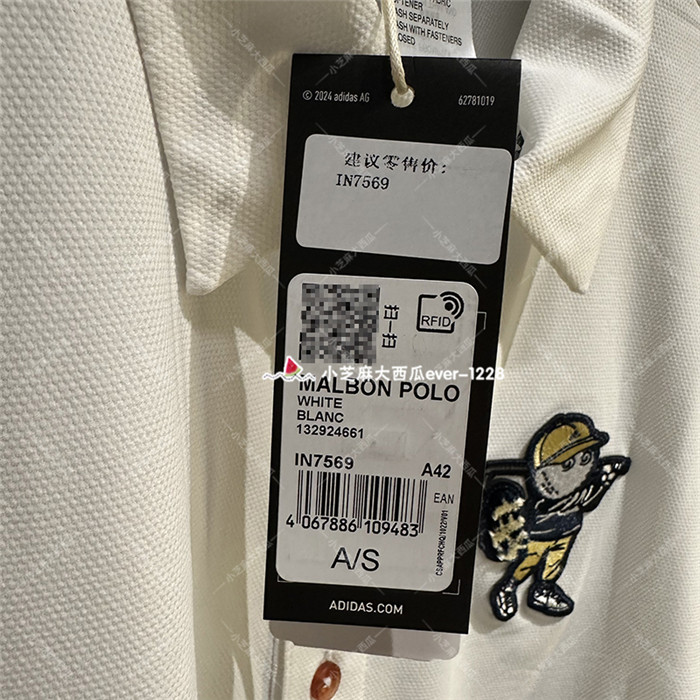 FTENER
ASH SEPARATELY
ASH WITH FASTENERS
OSED
© 2024 adidas AG
62781019
建议零售价:
IN7569
RFID
小芝麻大西瓜ever-1228
MALBON POLO
WHITE
BLANC
132924661
IN7569
A42
EAN
4 067886 109483
A/S
ADIDAS.COM